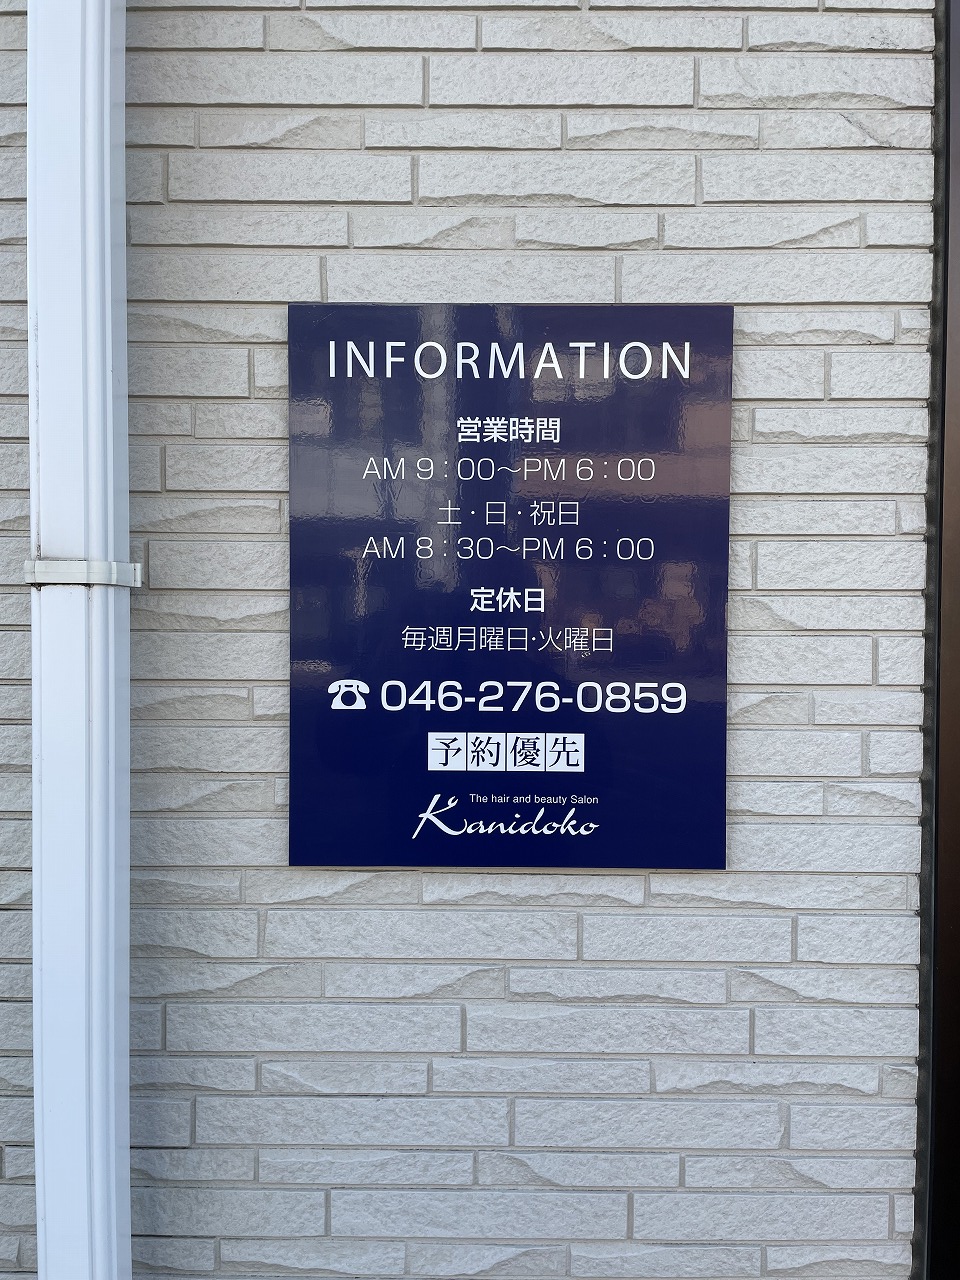 INFORMATION
営業時間
AM 9：00～PM 6：00
土・日・祝日
AM 8：30～PM 6：00
定休日
毎週月曜日・火曜日
☎046-276-0859
予約優先
The hair and beauty Salon
Kanidoko